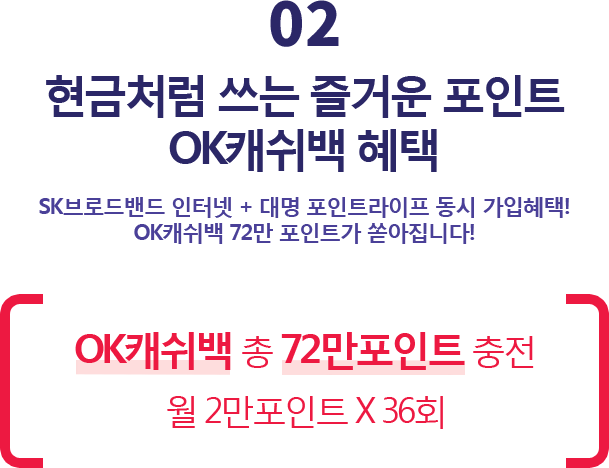 02
현금처럼 쓰는 즐거운 포인트
OK캐쉬백 혜택
SK브로드밴드 인터넷 + 대명 포인트라이프 동시 가입혜택!
OK캐쉬백 72만 포인트가 쏟아집니다!
OK캐쉬백 총 72만포인트 충전
월 2만포인트 X 36회